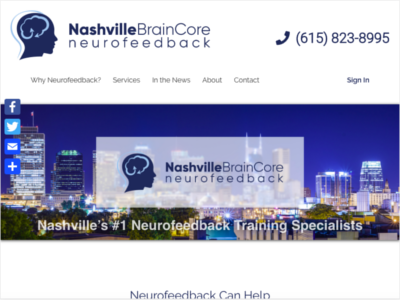 NashvilleBrainCore
neurofeedback
(615) 823-8995
Why Neurofeedback? Services In the News About Contact Sign In
NashvilleBrainCore
neurofeedback
Nashville's #1 Neurofeedback Training Specialists
Neurofeedback Can Help